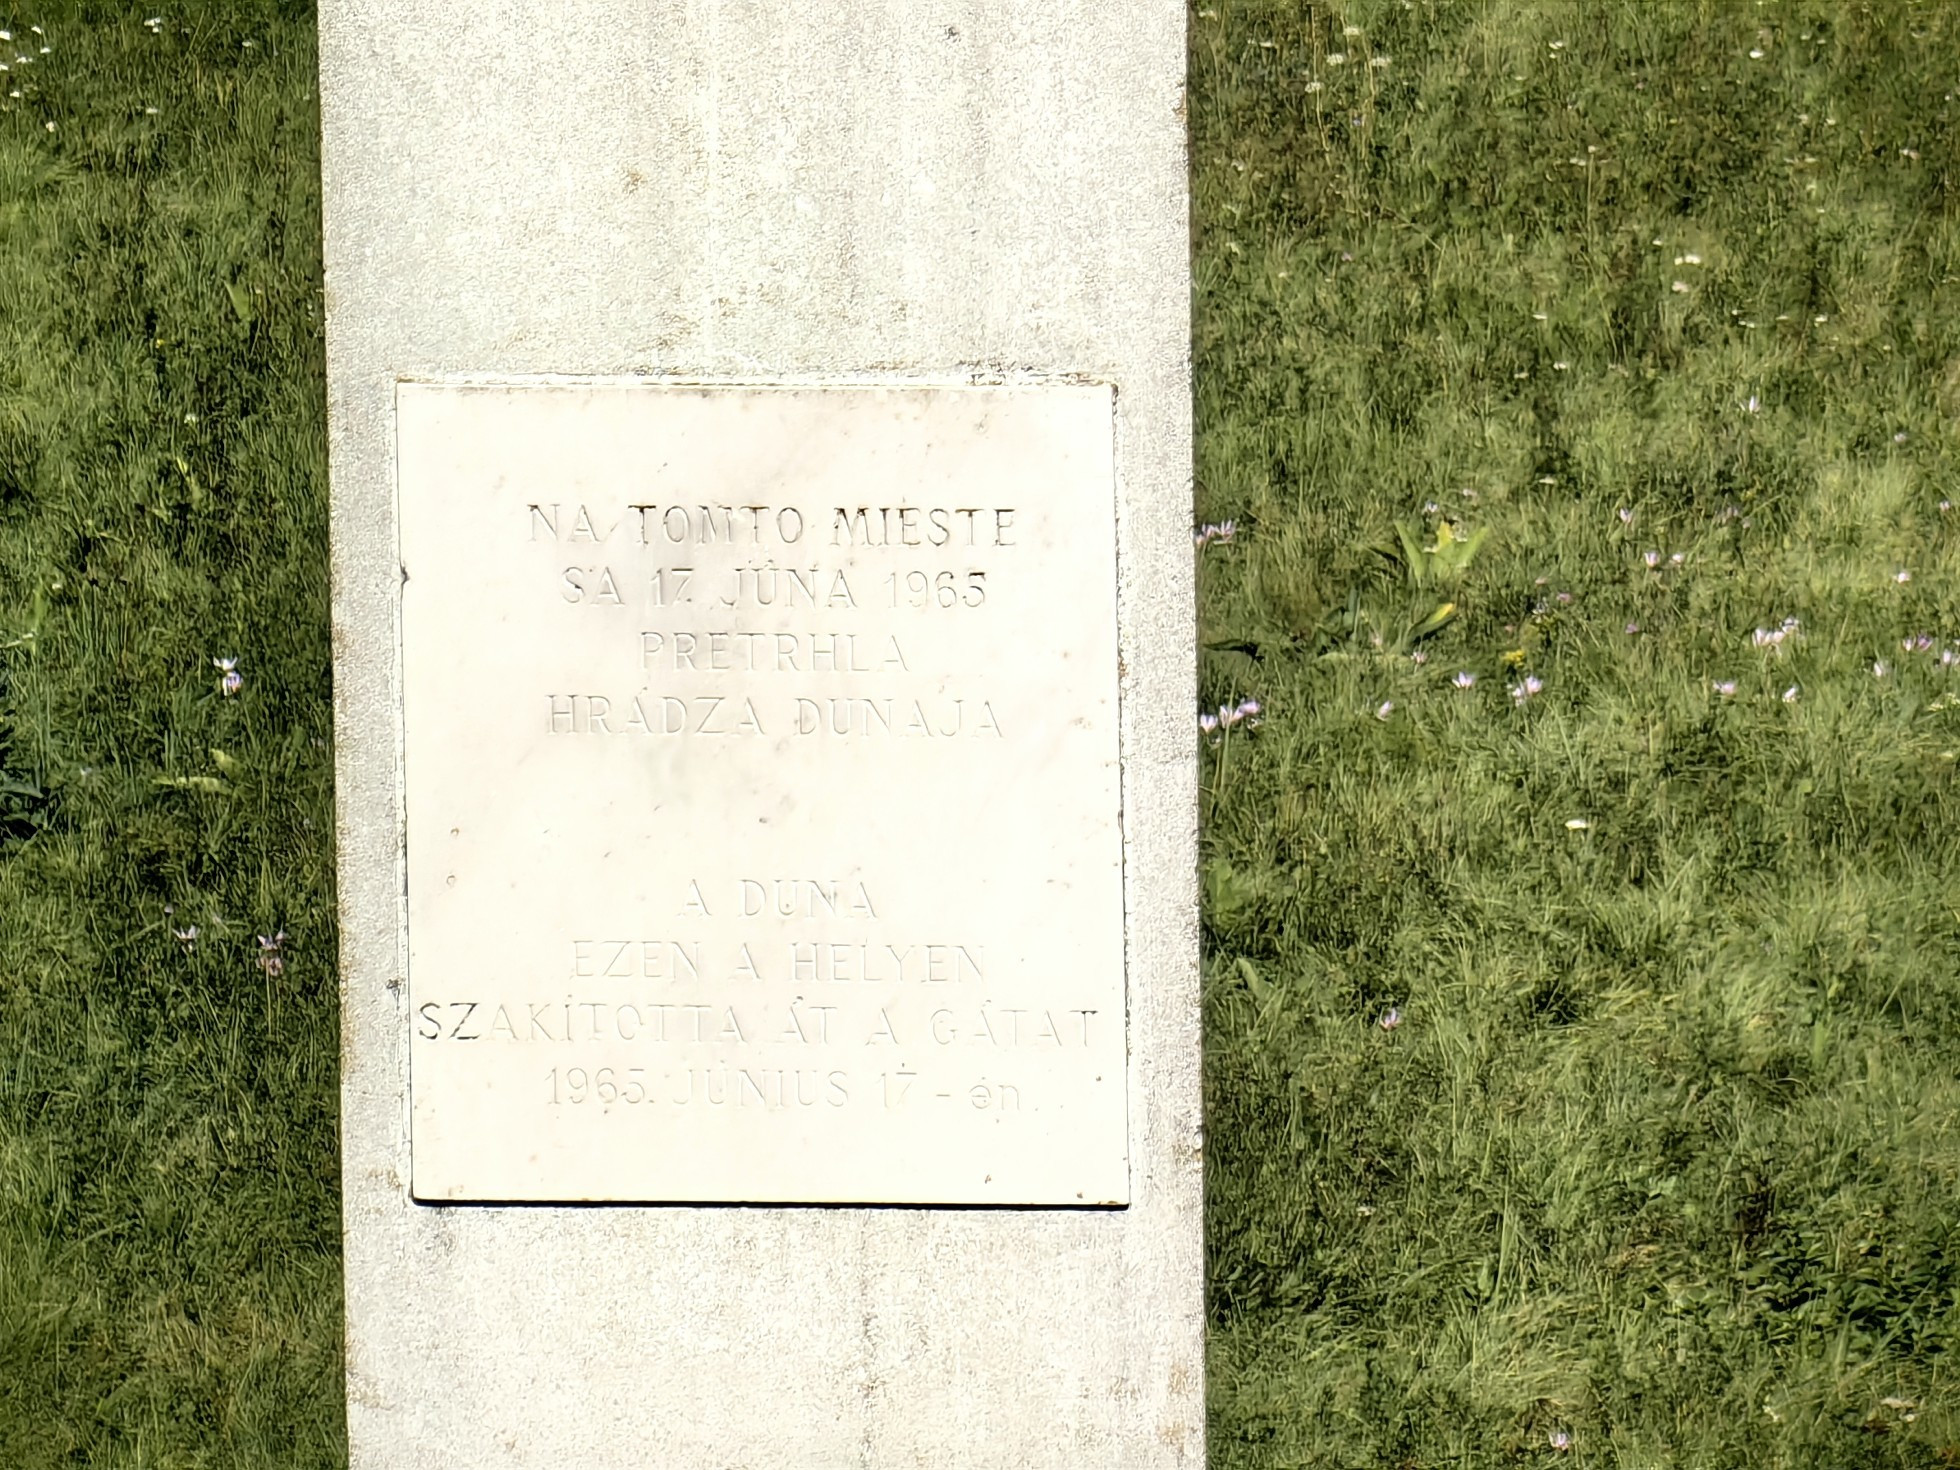 NA TOMTO MIESTE
SA 17. JÚNA 1965
PRETRHLA
HRÁDZA DUNAJA
A DUNA
EZEN A HELYEN
SZAKÍTOTTA ÁT A GÁTAT
1965. JÚNIUS 17-én